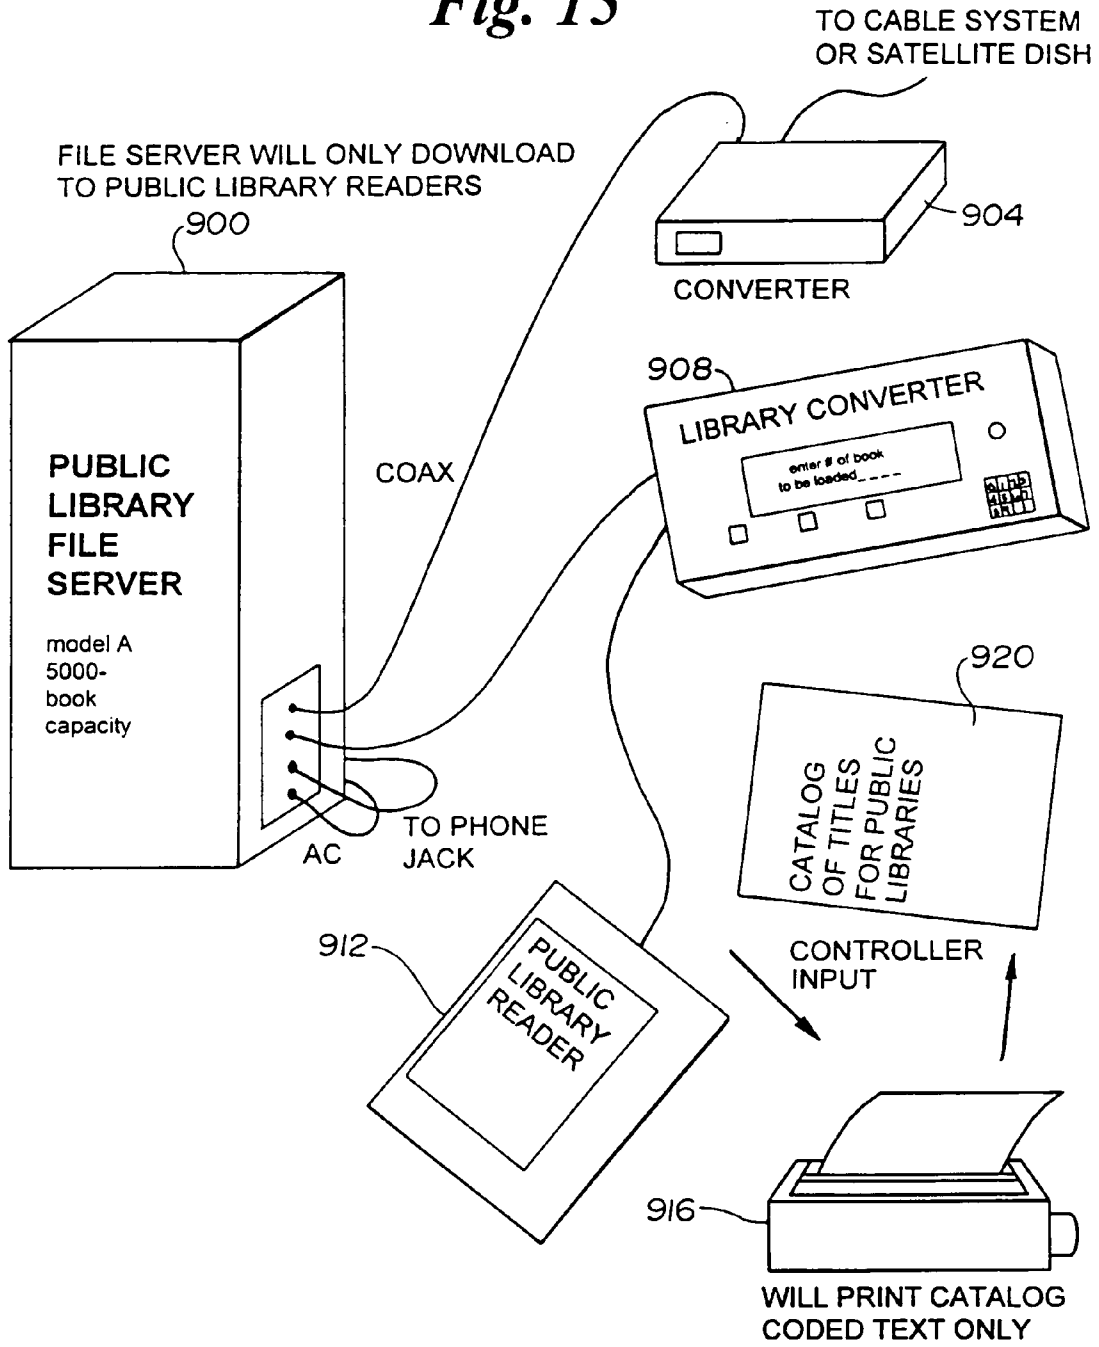 Fig. 15
TO CABLE SYSTEM
OR SATELLITE DISH
FILE SERVER WILL ONLY DOWNLOAD
TO PUBLIC LIBRARY READERS
900
904
CONVERTER
908
LIBRARY CONVERTER
enter # of book
to be loaded_ _ _ _
COAX
PUBLIC
LIBRARY
FILE
SERVER
model A
5000-
book
capacity
920
CATALOG
OF TITLES
FOR PUBLIC
LIBRARIES
TO PHONE
JACK
AC
912
PUBLIC
LIBRARY
READER
CONTROLLER
INPUT
916
WILL PRINT CATALOG
CODED TEXT ONLY